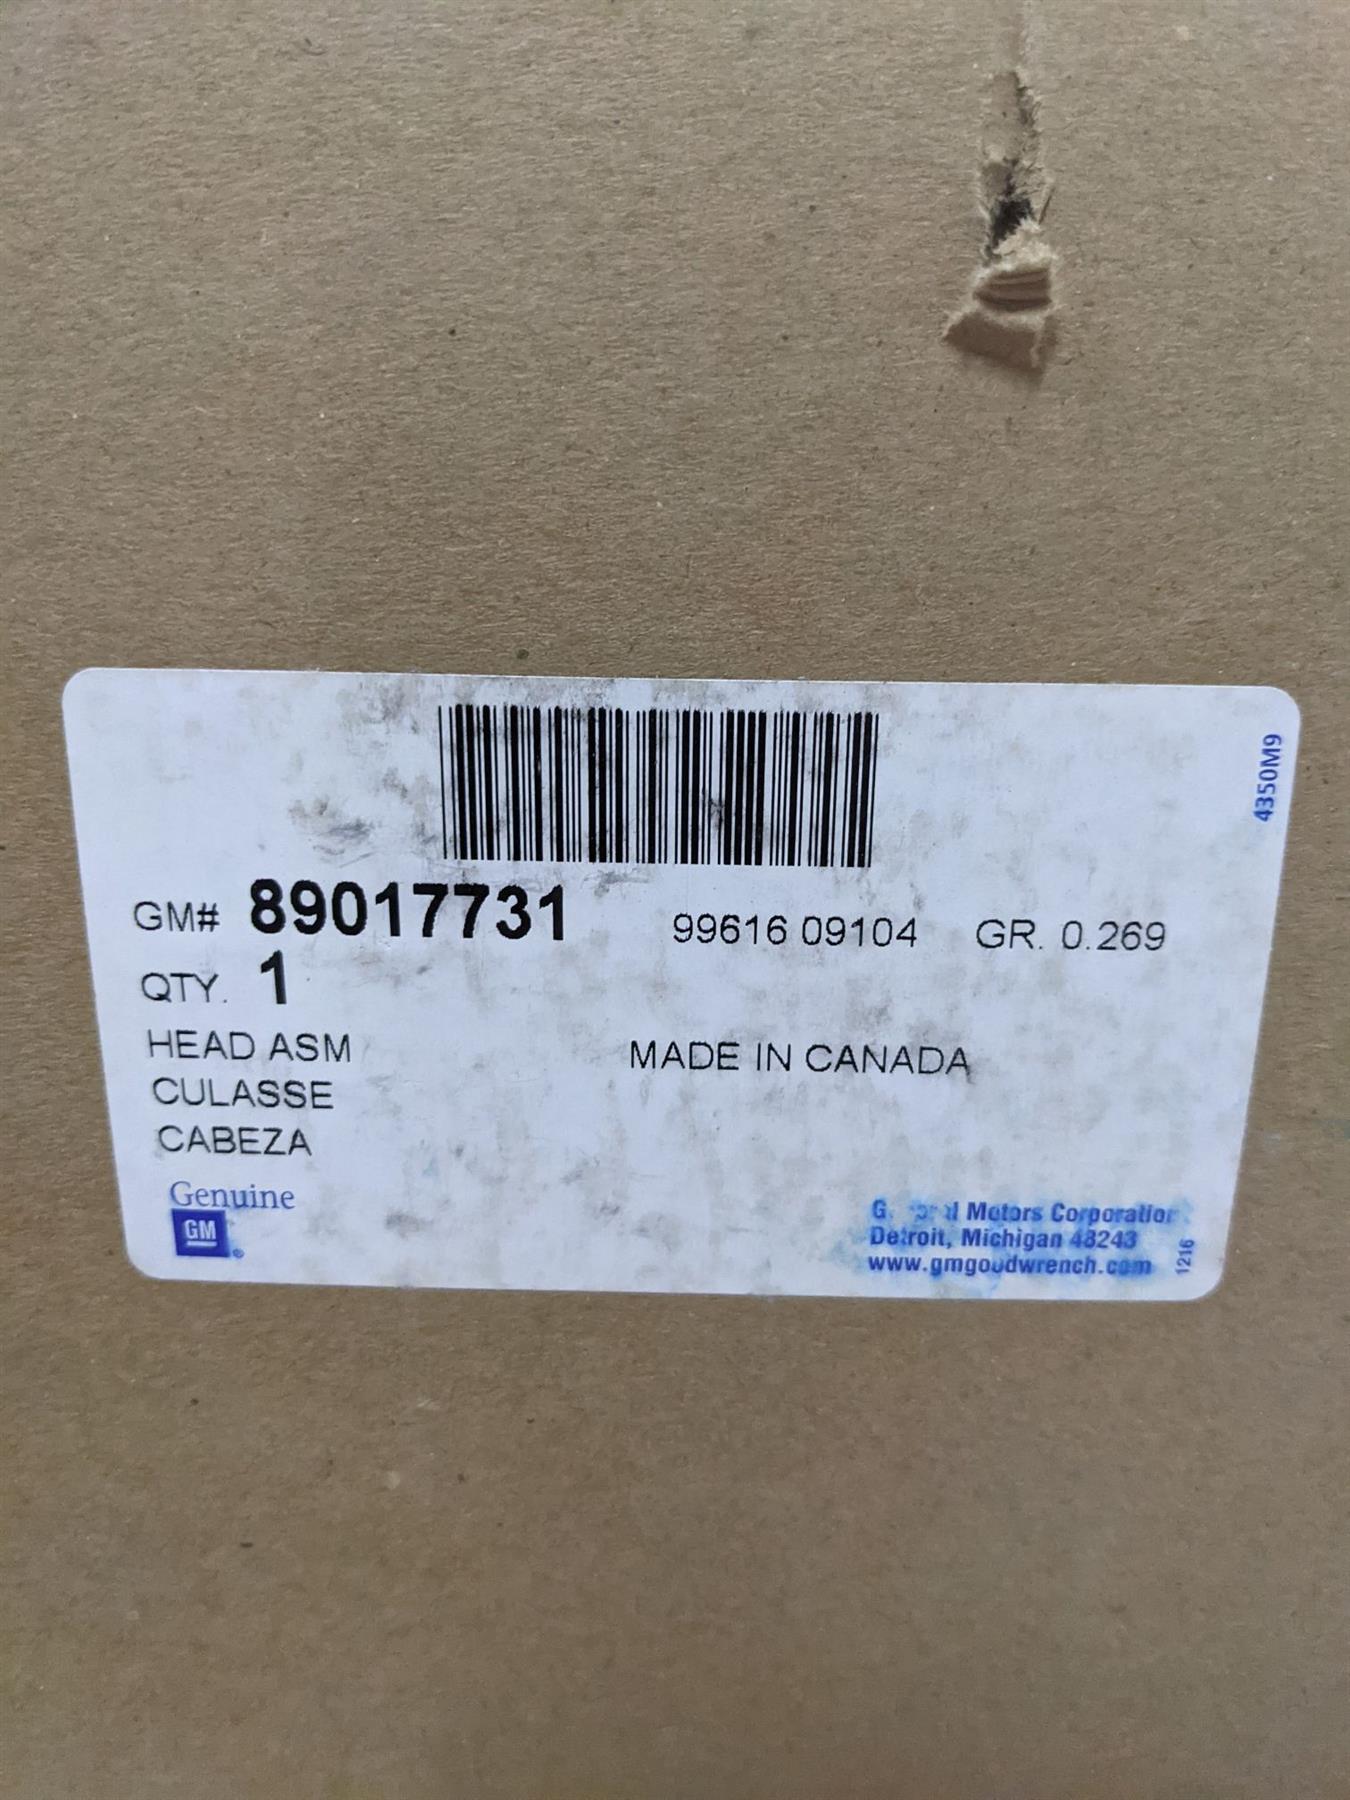 4350M9
GM# 89017731 99616 09104 GR. 0.269
QTY. 1
HEAD ASM MADE IN CANADA
CULASSE
CABEZA
Genuine
GM
Motors Corporation
Detroit, Michigan 48243
www.gmgoodwrench.com
1216